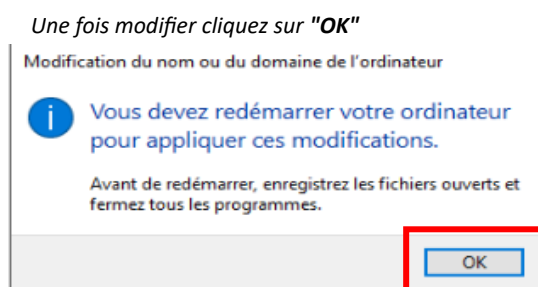 Une fois modifier cliquez sur "OK"
Modification du nom ou du domaine de l'ordinateur
Vous devez redémarrer votre ordinateur
pour appliquer ces modifications.
Avant de redémarrer, enregistrez les fichiers ouverts et
fermez tous les programmes.
OK